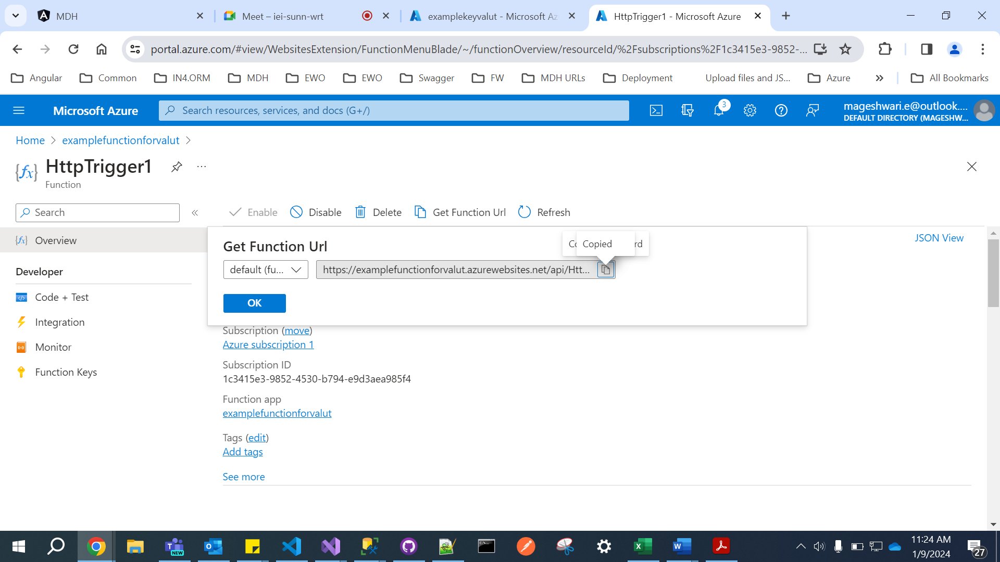 MDH
Meet – iei-sunn-wrt
examplekeyvalut - Microsoft Az
HttpTrigger1 - Microsoft Azure
portal.azure.com/#view/WebsitesExtension/FunctionMenuBlade/~/functionOverview/resourceId/%2Fsubscriptions%2F1c3415e3-9852-...
Angular
Common
IN4.ORM
MDH
EWO
EWO
Swagger
FW
MDH URLs
Deployment
Upload files and JS...
Azure
All Bookmarks
Microsoft Azure
Search resources, services, and docs (G+/)
3
mageshwari.e@outlook....
DEFAULT DIRECTORY (MAGESHW...
Home > examplefunctionforvalut >
HttpTrigger1
Function
Search
Enable
Disable
Delete
Get Function Url
Refresh
Overview
Developer
Code + Test
Integration
Monitor
Function Keys
JSON View
Get Function Url
Copied
default (fu...
https://examplefunctionforvalut.azurewebsites.net/api/Htt...
OK
Subscription (move)
Azure subscription 1
Subscription ID
1c3415e3-9852-4530-b794-e9d3aea985f4
Function app
examplefunctionforvalut
Tags (edit)
Add tags
See more
NEW
11:24 AM
1/9/2024
27